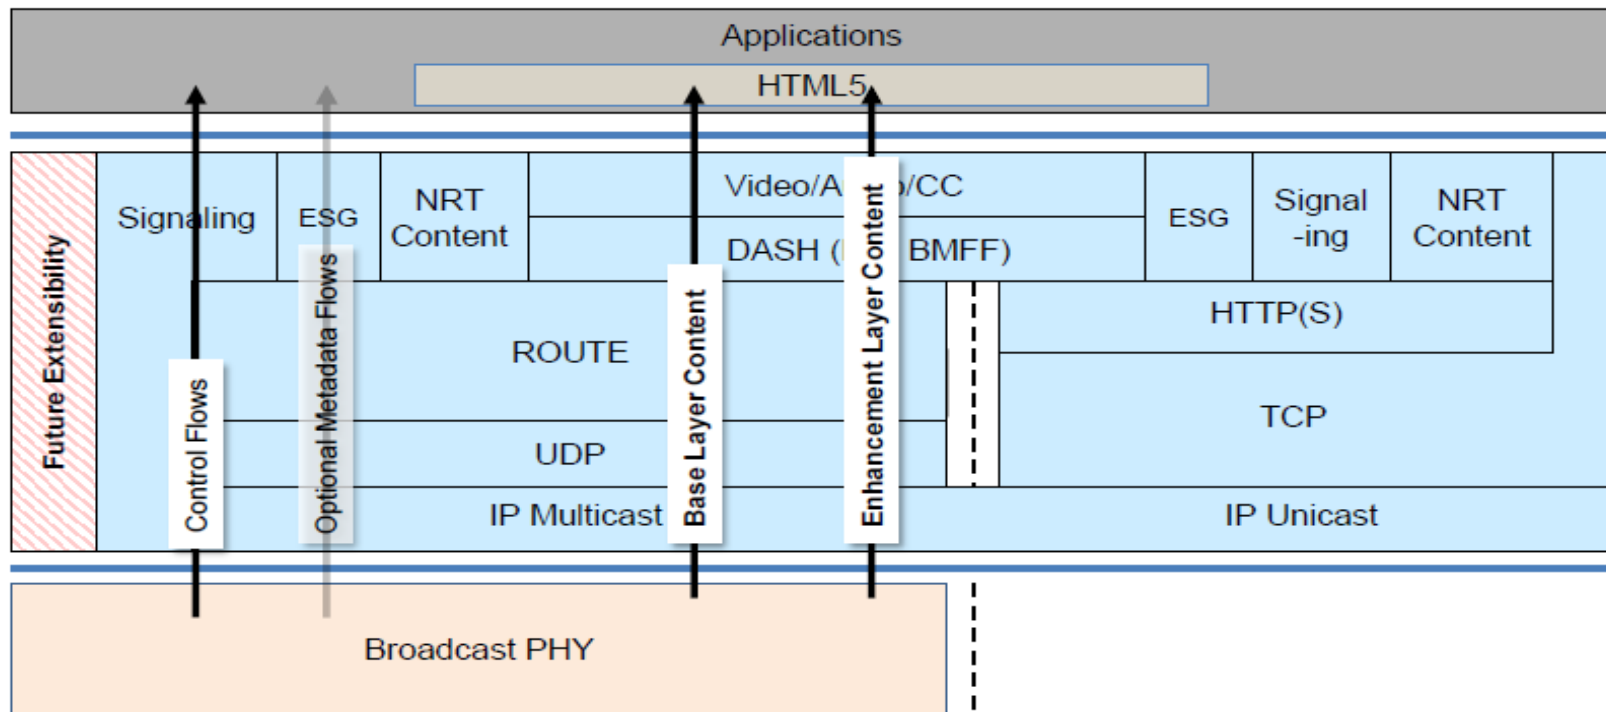 Applications
HTML5
Future Extensibility
Signaling
ESG
NRT
Content
Video/A o/CC
DASH ( BMFF)
ESG
Signal
-ing
NRT
Content
ROUTE
HTTP(S)
UDP
TCP
IP Multicast
IP Unicast
Control Flows
Optional Metadata Flows
Base Layer Content
Enhancement Layer Content
Broadcast PHY